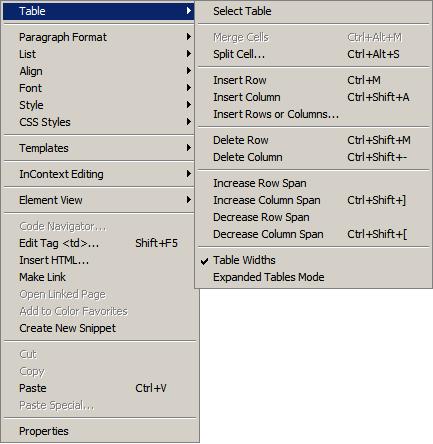 Table
Paragraph Format
List
Align
Font
Style
CSS Styles
Templates
InContext Editing
Element View
Code Navigator...
Edit Tag <td>... Shift+F5
Insert HTML...
Make Link
Open Linked Page
Add to Color Favorites
Create New Snippet
Cut
Copy
Paste Ctrl+V
Paste Special...
Properties
Select Table
Merge Cells Ctrl+Alt+M
Split Cell... Ctrl+Alt+S
Insert Row Ctrl+M
Insert Column Ctrl+Shift+A
Insert Rows or Columns...
Delete Row Ctrl+Shift+M
Delete Column Ctrl+Shift+-
Increase Row Span
Increase Column Span Ctrl+Shift+]
Decrease Row Span
Decrease Column Span Ctrl+Shift+[
Table Widths
Expanded Tables Mode